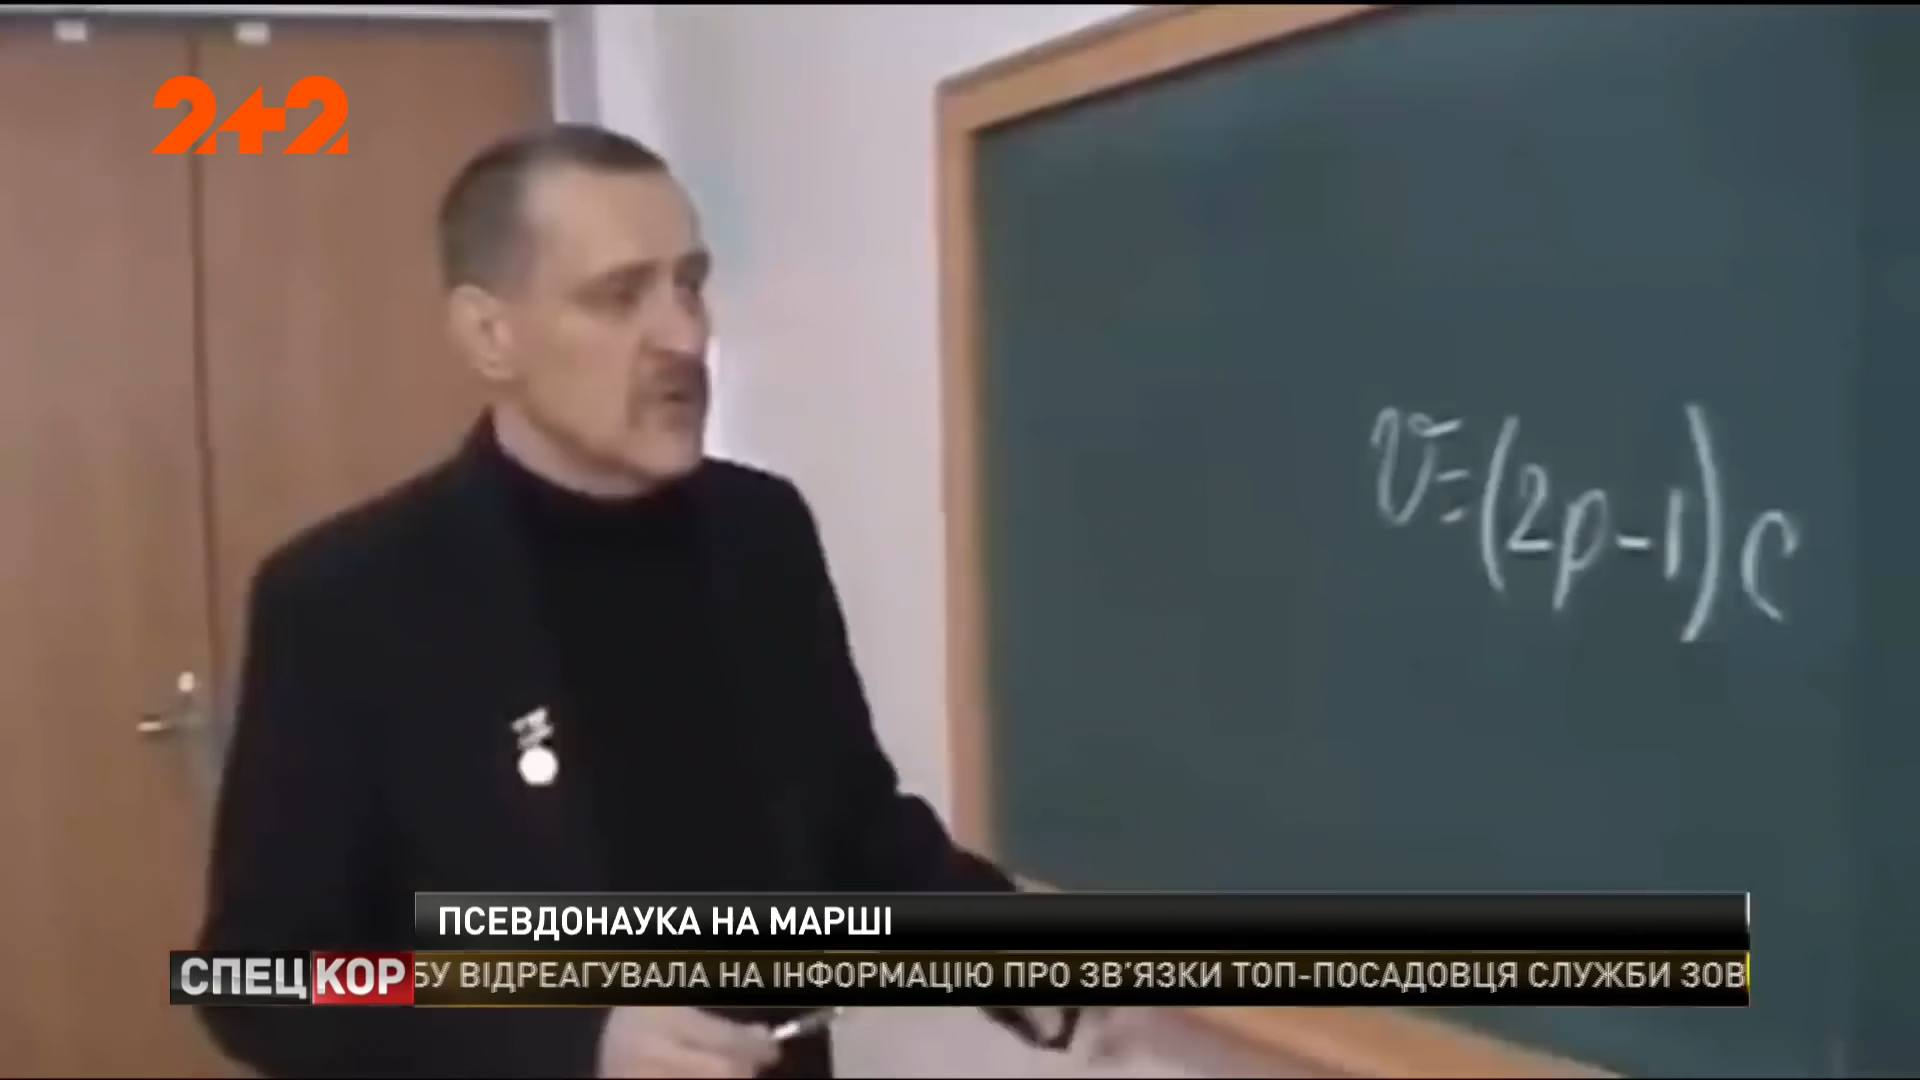 2+2
v̄=(2p-1)c
ПСЕВДОНАУКА НА МАРШІ
СПЕЦКОР
БУ ВІДРЕАГУВАЛА НА ІНФОРМАЦІЮ ПРО ЗВ'ЯЗКИ ТОП-ПОСАДОВЦЯ СЛУЖБИ ЗОВ